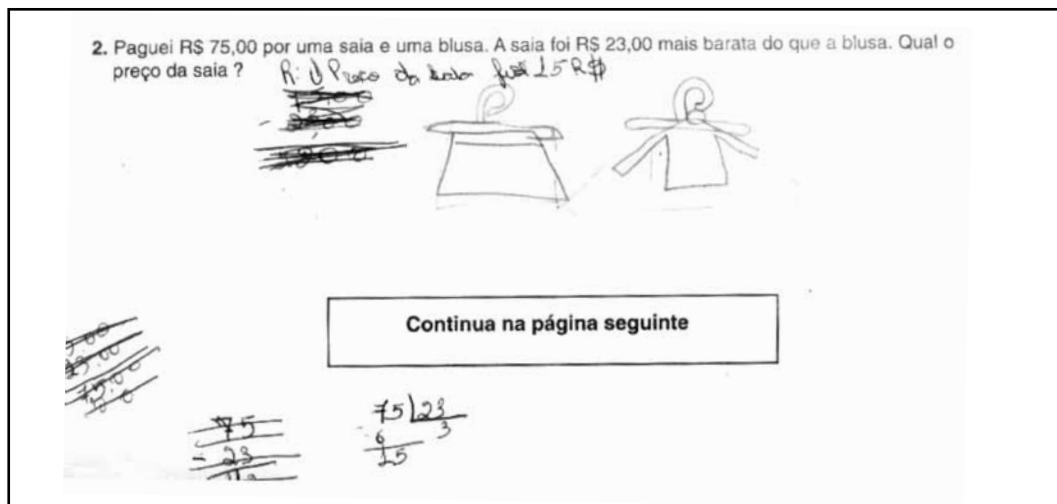 2. Paguei R$ 75,00 por uma saia e uma blusa. A saia foi R$ 23,00 mais barata do que a blusa. Qual o
preço da saia ?
R: O Preço da foi 15 R$
Continua na página seguinte
75 23
75
6 3
- 23
15